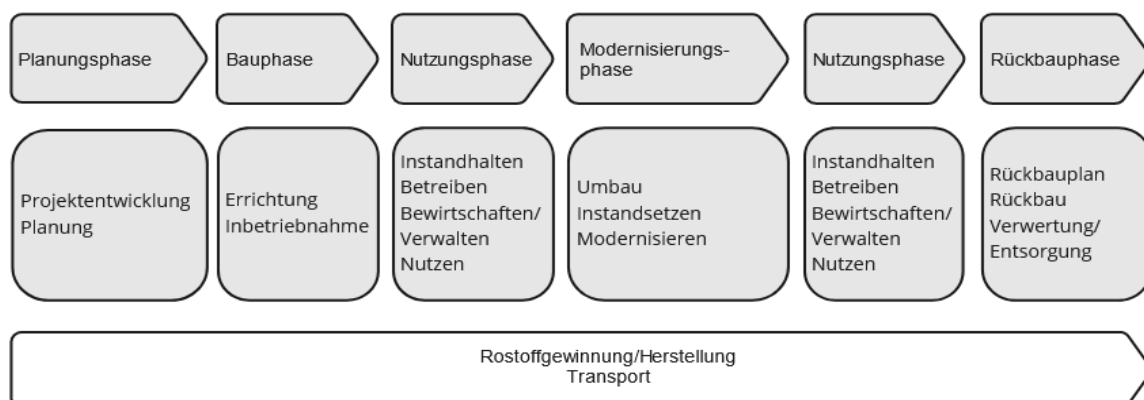 Planungsphase
Bauphase
Nutzungsphase
Modernisierungs-
phase
Nutzungsphase
Rückbauphase
Projektentwicklung
Planung
Errichtung
Inbetriebnahme
Instandhalten
Betreiben
Bewirtschaften/
Verwalten
Nutzen
Umbau
Instandsetzen
Modernisieren
Instandhalten
Betreiben
Bewirtschaften/
Verwalten
Nutzen
Rückbauplan
Rückbau
Verwertung/
Entsorgung
Rostoffgewinnung/Herstellung
Transport